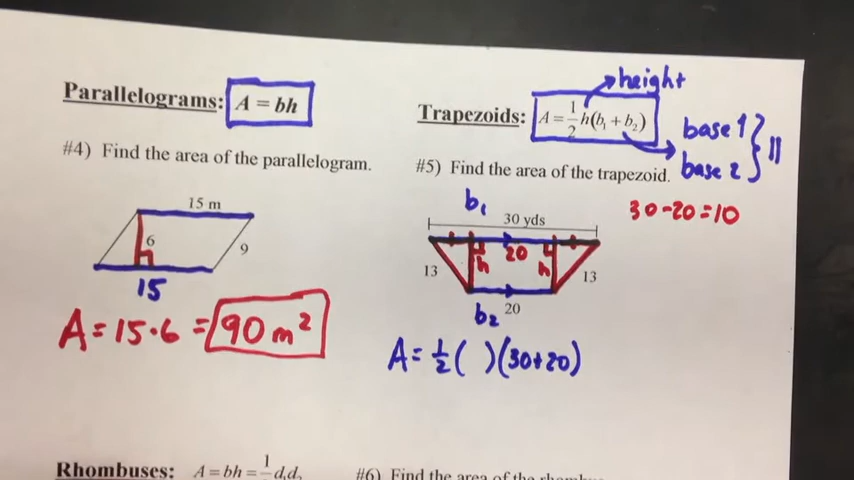 Parallelograms: A = bh
#4) Find the area of the parallelogram.
15 m
6
9
15
A = 15 · 6 = 90 m²
Trapezoids: A = 1/2 h(b₁ + b₂)
height
base 1
base 2
#5) Find the area of the trapezoid.
30 - 20 = 10
b₁
30 yds
20
h
h
13
13
b₂
20
A = 1/2 ( )(30+20)
Rhombuses: A = bh = 1/2 d₁d₂
#6) Find the area of the